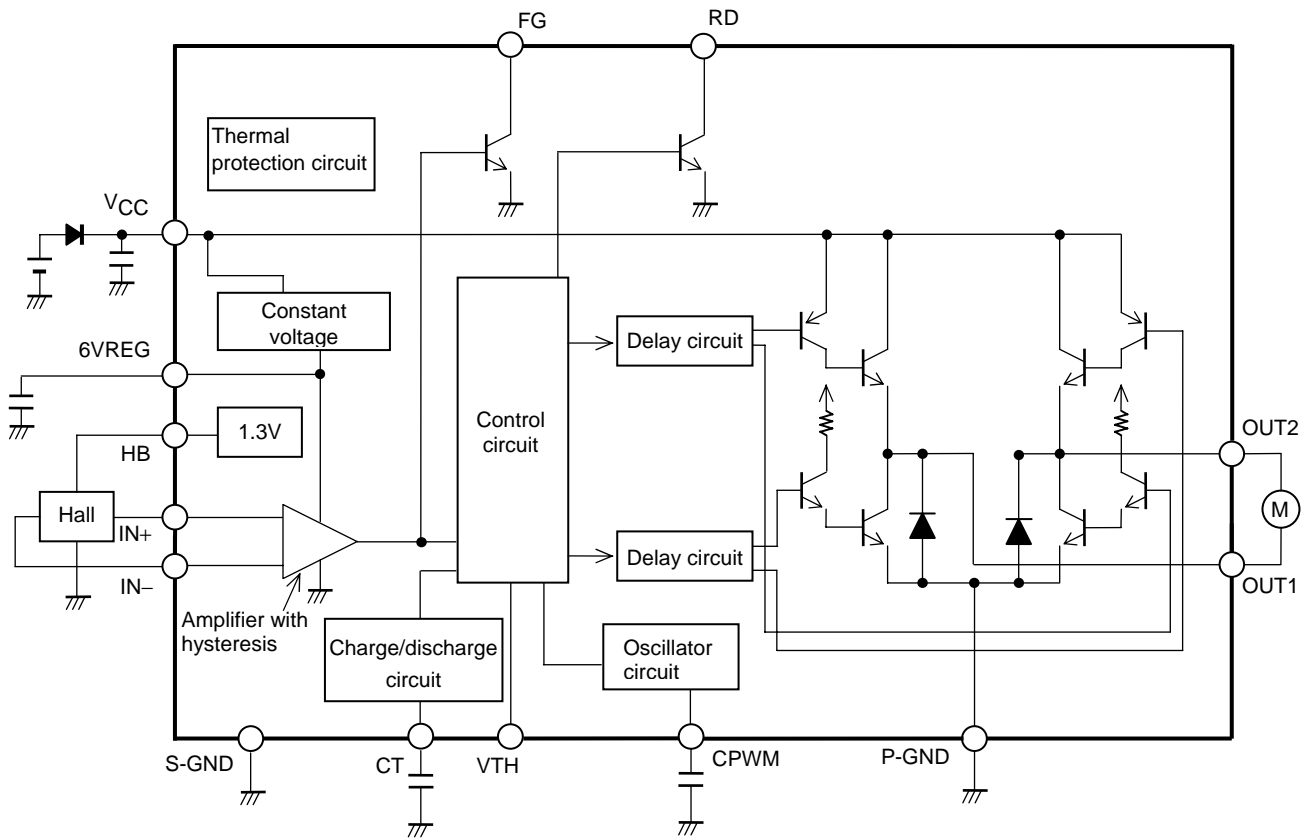 FG
RD
Thermal
protection circuit
VCC
Constant
voltage
Delay circuit
6VREG
Control
circuit
1.3V
HB
OUT2
Hall
M
IN+
Delay circuit
IN−
OUT1
Amplifier with
hysteresis
Charge/discharge
circuit
Oscillator
circuit
S-GND
CT
VTH
CPWM
P-GND